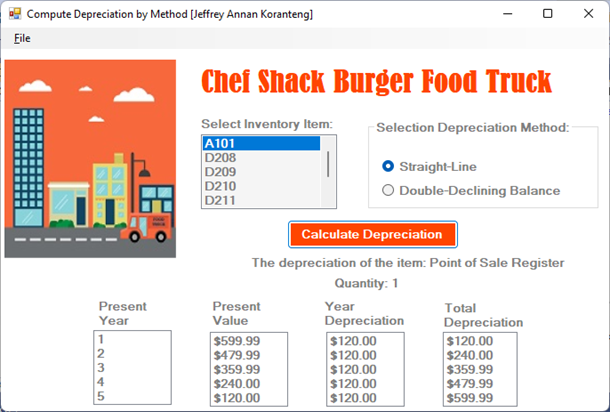 Compute Depreciation by Method [Jeffrey Annan Koranteng]
File
Chef Shack Burger Food Truck
Select Inventory Item:
A101
D208
D209
D210
D211
Selection Depreciation Method:
Straight-Line
Double-Declining Balance
Calculate Depreciation
The depreciation of the item: Point of Sale Register
Quantity: 1
Present Year
Present Value
Year Depreciation
Total Depreciation
1 $599.99 $120.00 $120.00
2 $479.99 $120.00 $240.00
3 $359.99 $120.00 $359.99
4 $240.00 $120.00 $479.99
5 $120.00 $120.00 $599.99